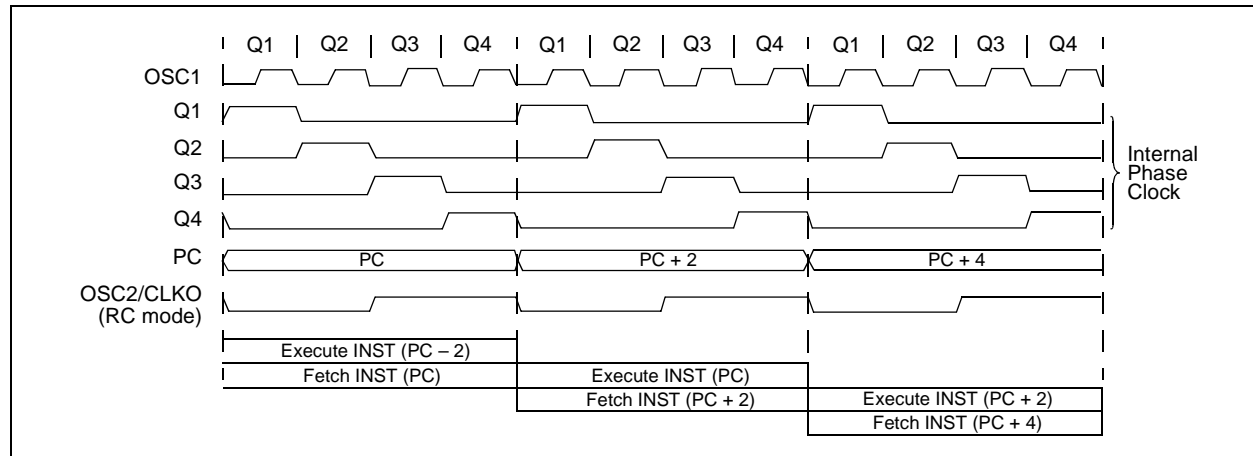 Q1 Q2 Q3 Q4 Q1 Q2 Q3 Q4 Q1 Q2 Q3 Q4
OSC1
Q1
Q2
Q3
Q4
Internal
Phase
Clock
PC PC PC + 2 PC + 4
OSC2/CLKO
(RC mode)
Execute INST (PC – 2)
Fetch INST (PC) Execute INST (PC)
Fetch INST (PC + 2) Execute INST (PC + 2)
Fetch INST (PC + 4)